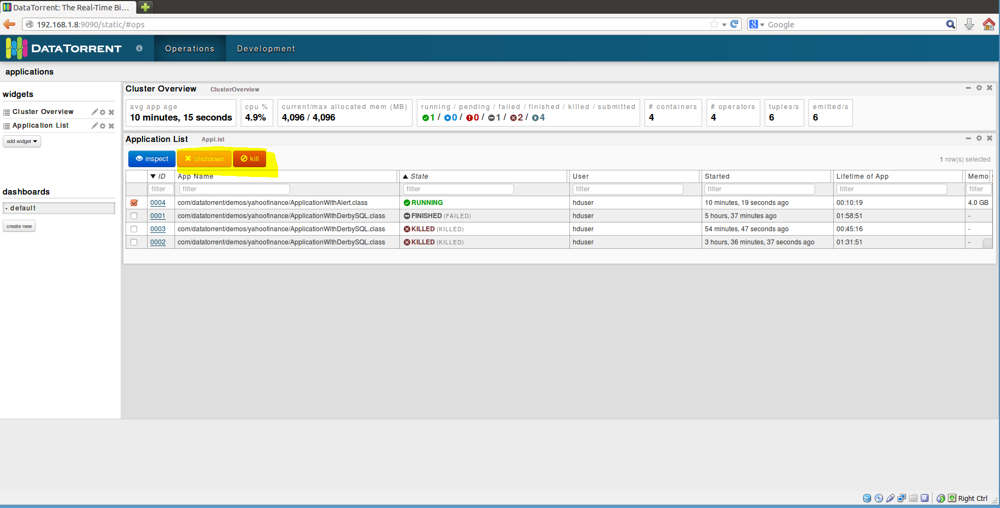 DataTorrent: The Real-Time Bi...
192.168.1.8:9090/static/#ops
Google
DATATORRENT
Operations
Development
applications
widgets
Cluster Overview
Application List
add widget
dashboards
default
create new
Cluster Overview ClusterOverview
avg app age
10 minutes, 15 seconds
cpu %
4.9%
current/max allocated mem (MB)
4,096 / 4,096
running / pending / failed / finished / killed / submitted
1 / 0 / 0 / 1 / 2 / 4
# containers
4
# operators
4
tuples/s
6
emitted/s
6
Application List AppList
inspect shutdown kill
1 row(s) selected
ID App Name State User Started Lifetime of App Memo
filter filter filter filter filter filter filter
0004 com/datatorrent/demos/yahoofinance/ApplicationWithAlert.class RUNNING hduser 10 minutes, 19 seconds ago 00:10:19 4.0 GB
0001 com/datatorrent/demos/yahoofinance/ApplicationWithDerbySQL.class FINISHED (FAILED) hduser 5 hours, 37 minutes ago 01:58:51 -
0003 com/datatorrent/demos/yahoofinance/ApplicationWithDerbySQL.class KILLED (KILLED) hduser 54 minutes, 47 seconds ago 00:45:16 -
0002 com/datatorrent/demos/yahoofinance/ApplicationWithDerbySQL.class KILLED (KILLED) hduser 3 hours, 36 minutes, 37 seconds ago 01:31:51 -
Right Ctrl